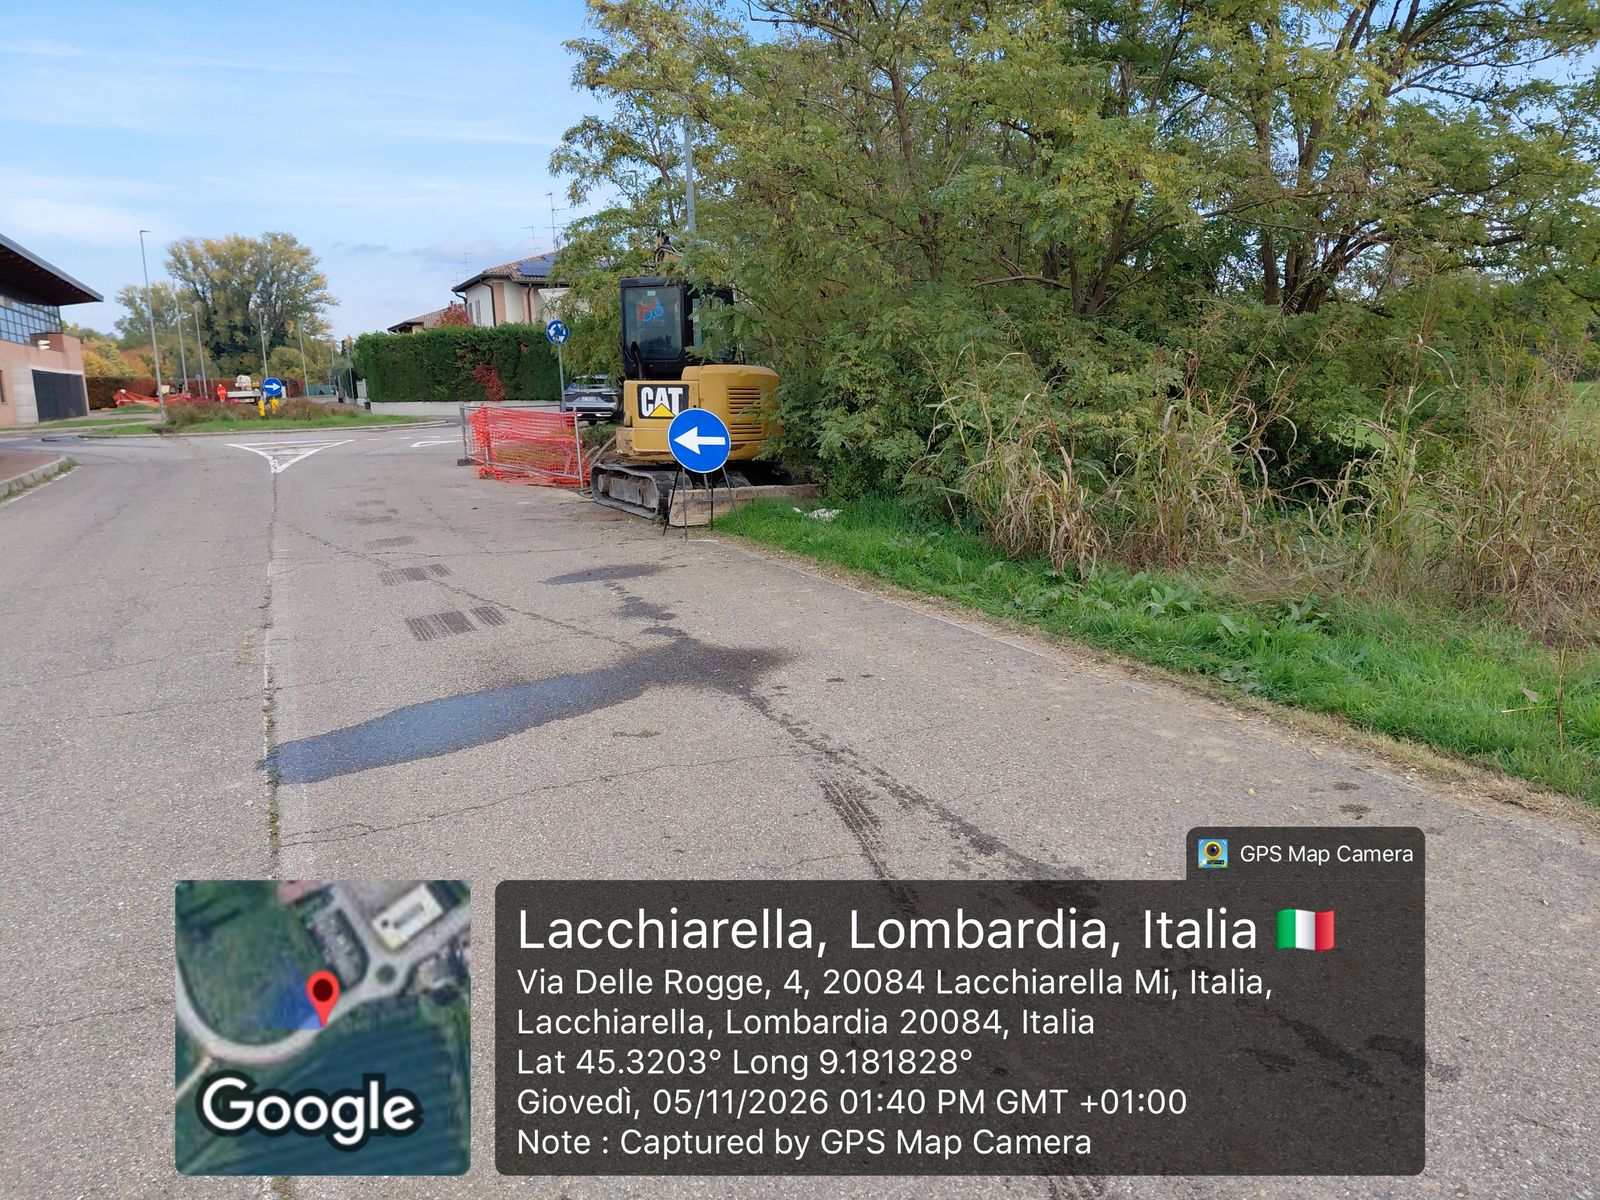 CAT
GPS Map Camera
Lacchiarella, Lombardia, Italia
Via Delle Rogge, 4, 20084 Lacchiarella Mi, Italia,
Lacchiarella, Lombardia 20084, Italia
Lat 45.3203° Long 9.181828°
Giovedì, 05/11/2026 01:40 PM GMT +01:00
Note : Captured by GPS Map Camera
Google